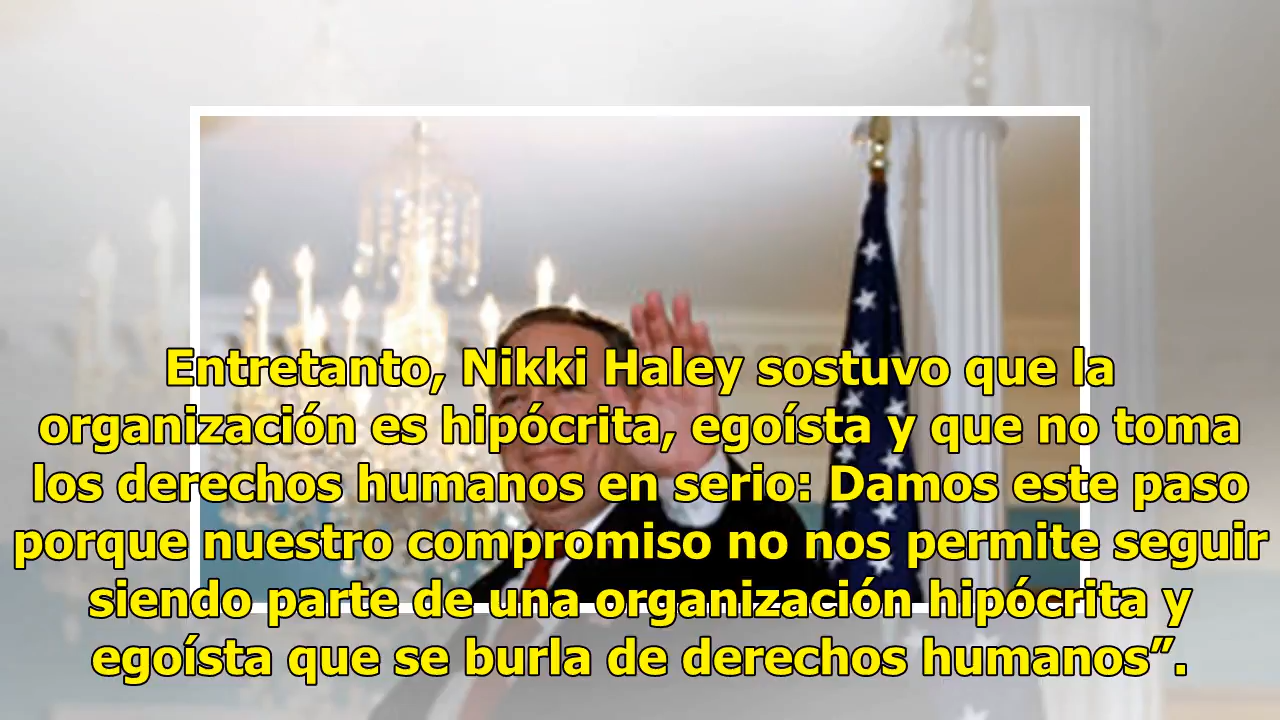 Entretanto, Nikki Haley sostuvo que la
organización es hipócrita, egoísta y que no toma
los derechos humanos en serio: Damos este paso
porque nuestro compromiso no nos permite seguir
siendo parte de una organización hipócrita y
egoísta que se burla de derechos humanos”.